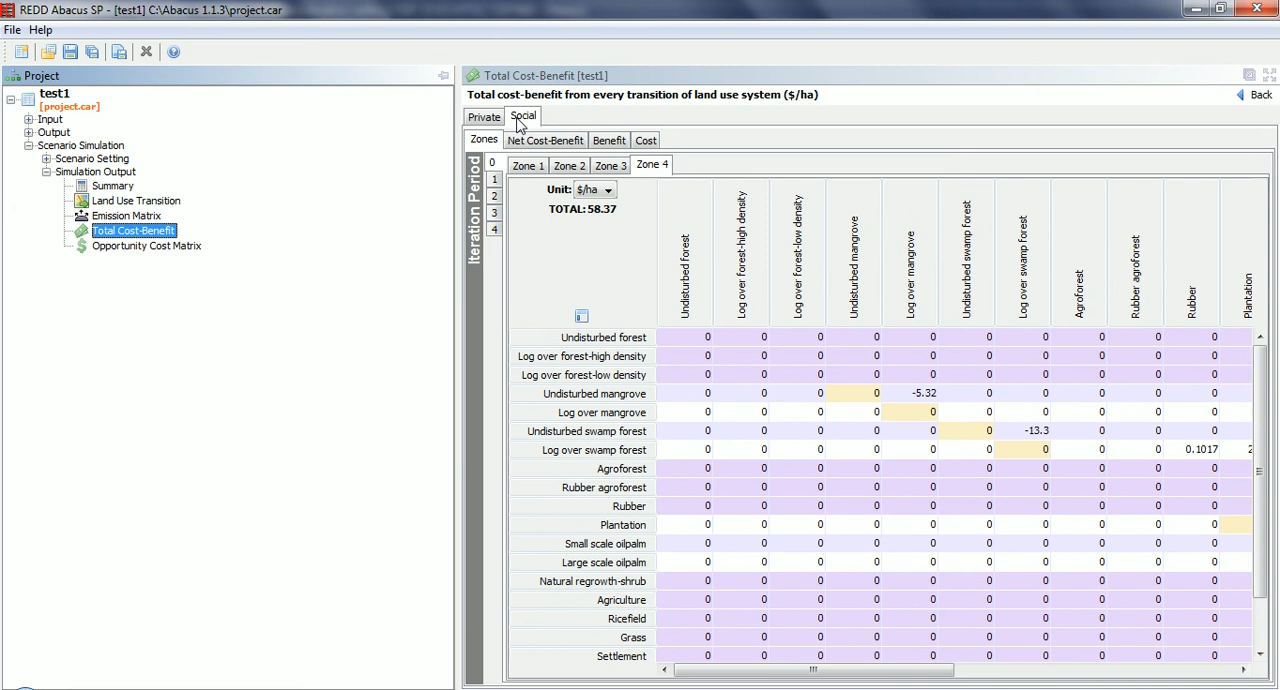 REDD Abacus SP - [test1] C:\Abacus 1.1.3\project.car
File Help
Project
test1
[project.car]
Input
Output
Scenario Simulation
Scenario Setting
Simulation Output
Summary
Land Use Transition
Emission Matrix
Total Cost-Benefit
Opportunity Cost Matrix
Total Cost-Benefit [test1]
Total cost-benefit from every transition of land use system ($/ha)
Back
Private Social
Zones Net Cost-Benefit Benefit Cost
Iteration Period
0
1
2
3
4
Zone 1 Zone 2 Zone 3 Zone 4
Unit: $/ha
TOTAL: 58.37
Undisturbed forest
Log over forest-high density
Log over forest-low density
Undisturbed mangrove
Log over mangrove
Undisturbed swamp forest
Log over swamp forest
Agroforest
Rubber agroforest
Rubber
Plantation
Undisturbed forest 0 0 0 0 0 0 0 0 0 0
Log over forest-high density 0 0 0 0 0 0 0 0 0 0
Log over forest-low density 0 0 0 0 0 0 0 0 0 0
Undisturbed mangrove 0 0 0 0 -5.32 0 0 0 0 0
Log over mangrove 0 0 0 0 0 0 0 0 0 0
Undisturbed swamp forest 0 0 0 0 0 0 -13.3 0 0 0
Log over swamp forest 0 0 0 0 0 0 0 0 0 0.1017 2
Agroforest 0 0 0 0 0 0 0 0 0 0
Rubber agroforest 0 0 0 0 0 0 0 0 0 0
Rubber 0 0 0 0 0 0 0 0 0 0
Plantation 0 0 0 0 0 0 0 0 0 0
Small scale oilpalm 0 0 0 0 0 0 0 0 0 0
Large scale oilpalm 0 0 0 0 0 0 0 0 0 0
Natural regrowth-shrub 0 0 0 0 0 0 0 0 0 0
Agriculture 0 0 0 0 0 0 0 0 0 0
Ricefield 0 0 0 0 0 0 0 0 0 0
Grass 0 0 0 0 0 0 0 0 0 0
Settlement 0 0 0 0 0 0 0 0 0 0